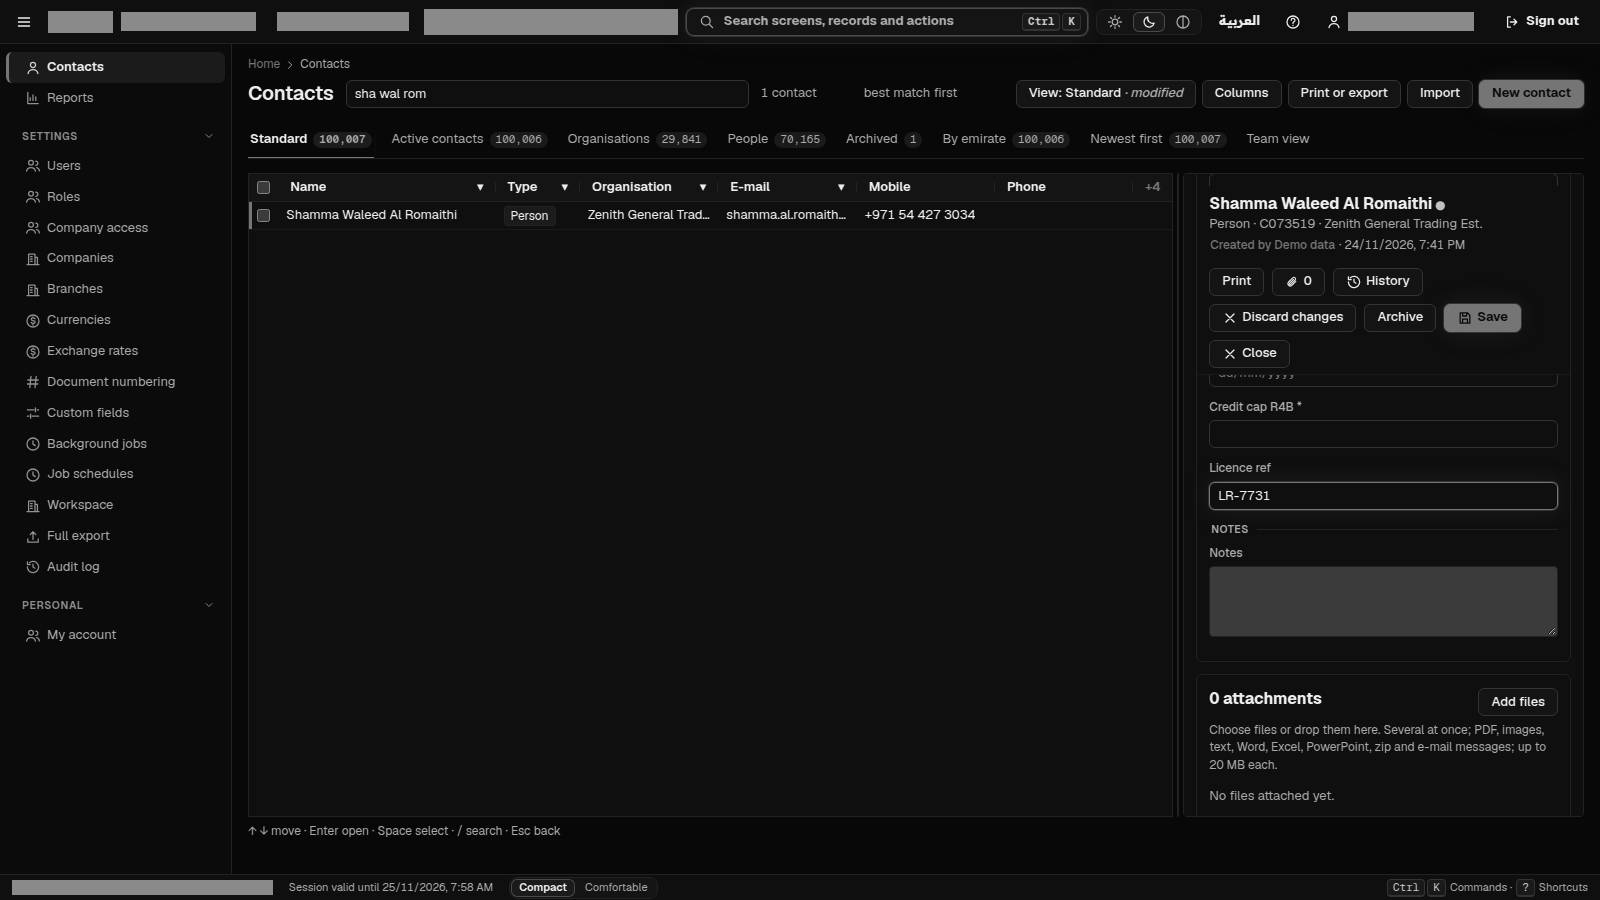 Search screens, records and actions Ctrl K العربية Sign out
Contacts
Reports
SETTINGS
Users
Roles
Company access
Companies
Branches
Currencies
Exchange rates
Document numbering
Custom fields
Background jobs
Job schedules
Workspace
Full export
Audit log
PERSONAL
My account
Home > Contacts
Contacts sha wal rom 1 contact best match first View: Standard · modified Columns Print or export Import New contact
Standard 100,007 Active contacts 100,006 Organisations 29,841 People 70,165 Archived 1 By emirate 100,006 Newest first 100,007 Team view
Name ▼ Type ▼ Organisation ▼ E-mail ▼ Mobile Phone +4
Shamma Waleed Al Romaithi Person Zenith General Trad... shamma.al.romaith... +971 54 427 3034
Shamma Waleed Al Romaithi
Person · C073519 · Zenith General Trading Est.
Created by Demo data · 24/11/2026, 7:41 PM
Print 0 History
Discard changes Archive Save
Close
dd/mm/yyyy
Credit cap R4B *
Licence ref
LR-7731
NOTES
Notes
0 attachments Add files
Choose files or drop them here. Several at once; PDF, images,
text, Word, Excel, PowerPoint, zip and e-mail messages; up to
20 MB each.
No files attached yet.
↑↓ move · Enter open · Space select · / search · Esc back
Session valid until 25/11/2026, 7:58 AM Compact Comfortable Ctrl K Commands · ? Shortcuts